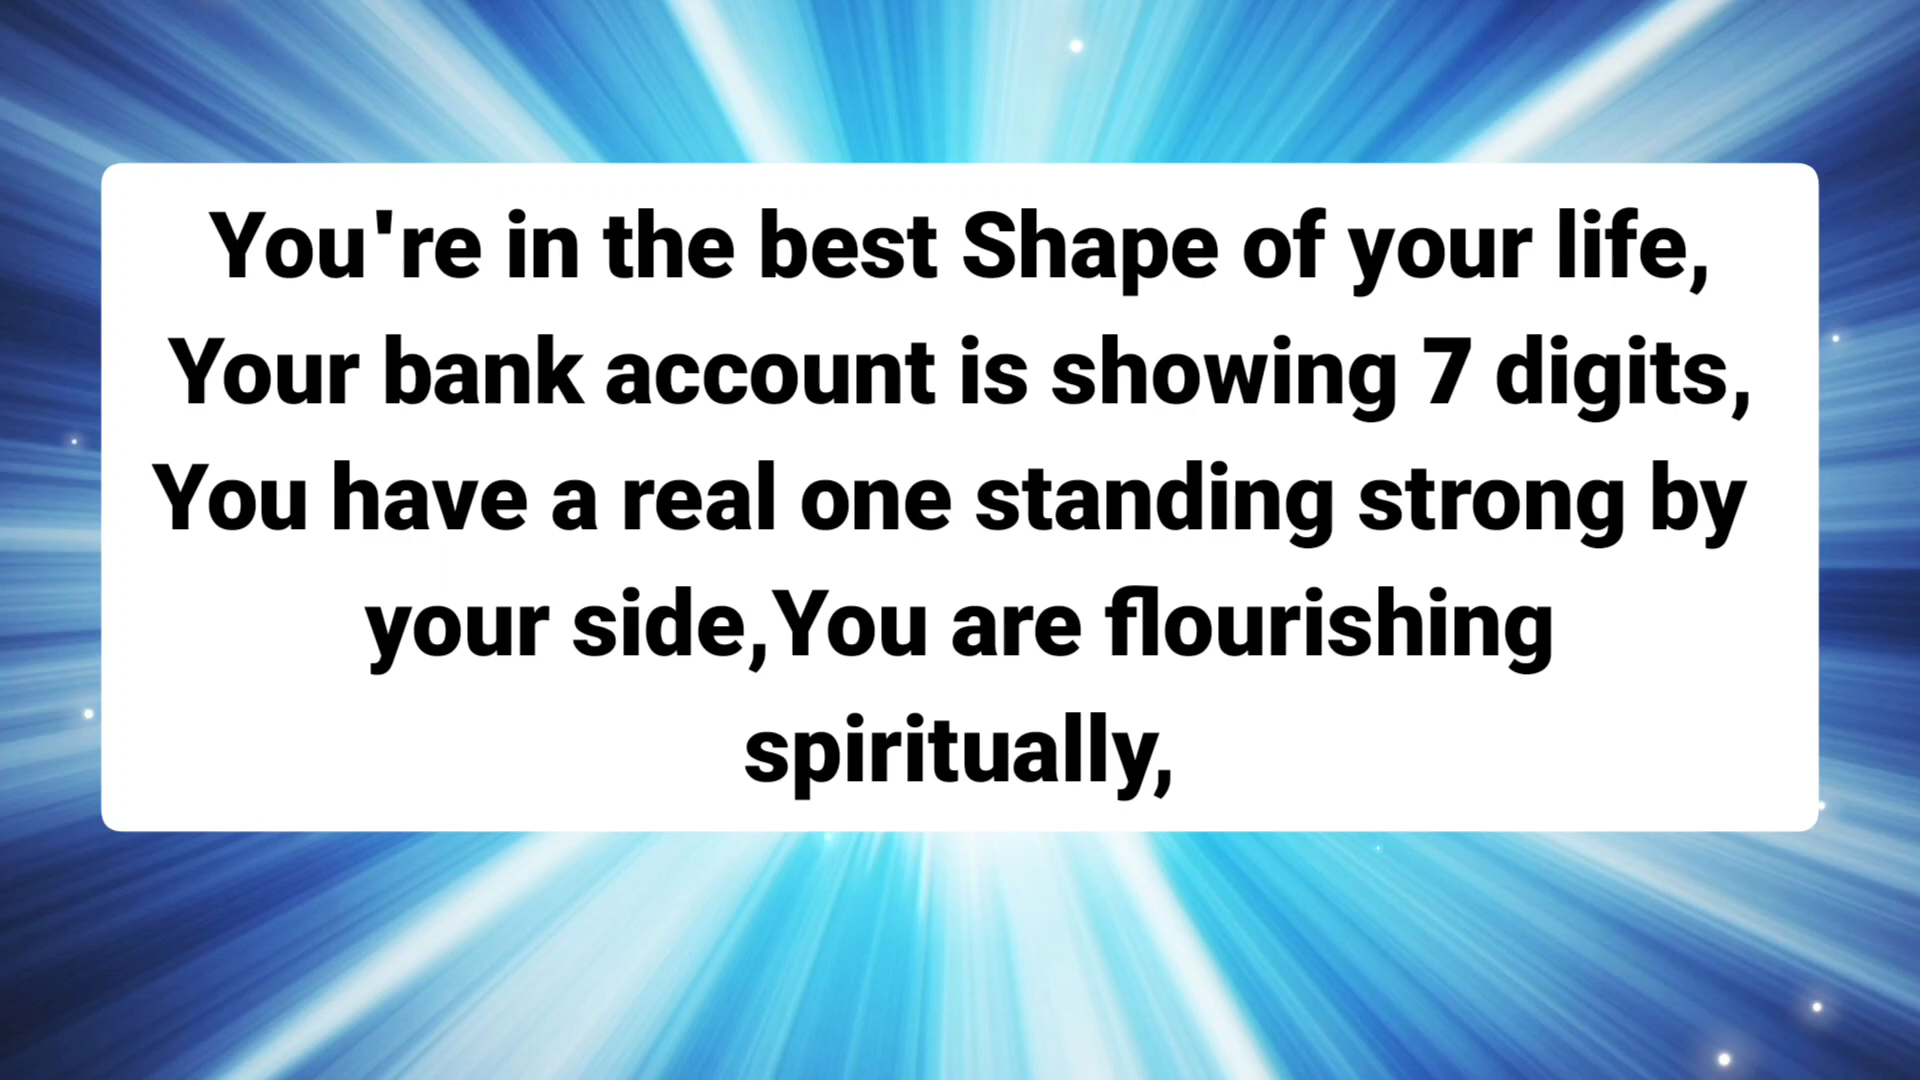 You're in the best Shape of your life,
Your bank account is showing 7 digits,
You have a real one standing strong by
your side,You are flourishing
spiritually,